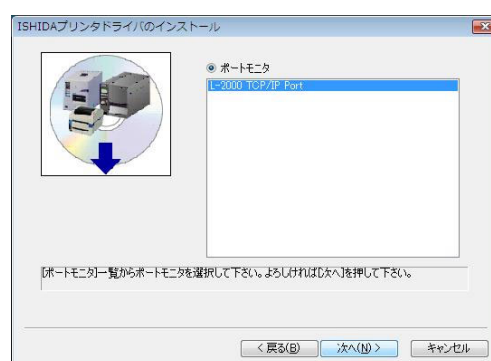 ISHIDAプリンタドライバのインストール
ポートモニタ
L-2000 TCP/IP Port
[ポートモニタ]一覧からポートモニタを選択して下さい。よろしければ[次へ]を押して下さい。
< 戻る(B)
次へ(N) >
キャンセル